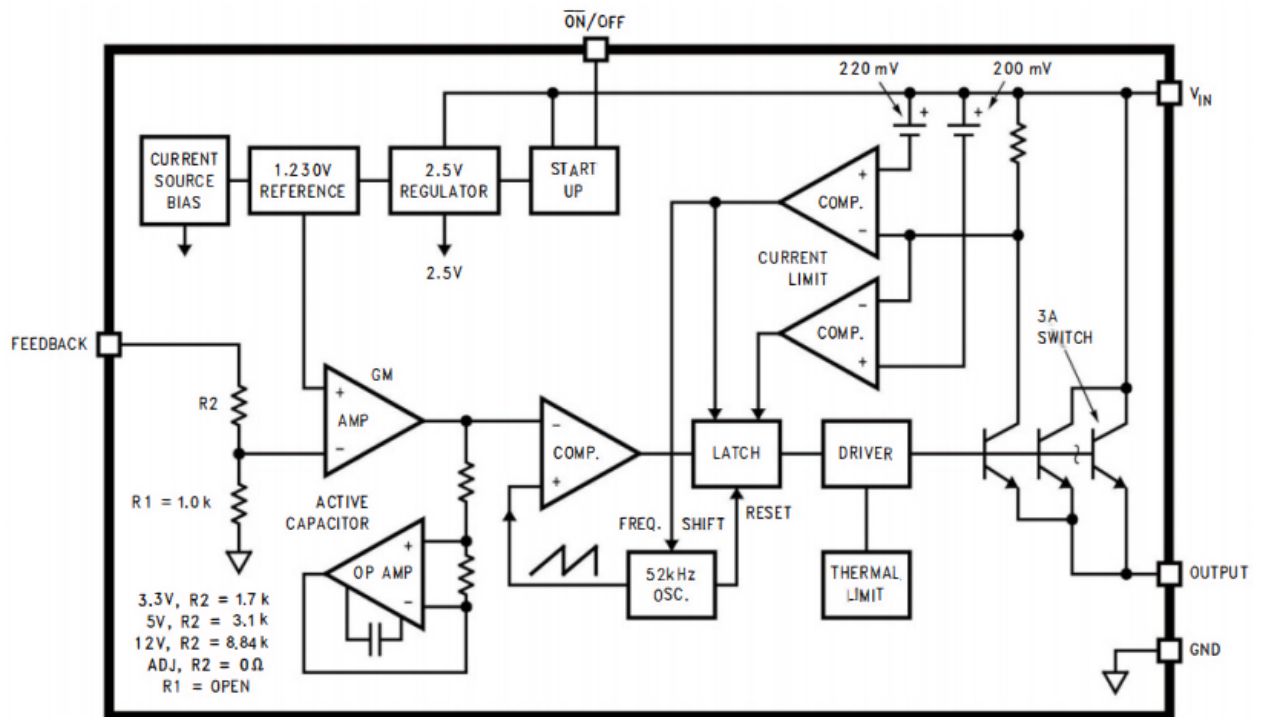 ON/OFF
220 mV
200 mV
VIN
CURRENT
SOURCE
BIAS
1.230V
REFERENCE
2.5V
REGULATOR
START
UP
2.5V
+
+
+
COMP.
-
CURRENT
LIMIT
-
COMP.
+
3A
SWITCH
FEEDBACK
R2
R1 = 1.0 k
GM
+
AMP
-
-
COMP.
+
LATCH
DRIVER
ACTIVE
CAPACITOR
+
OP AMP
-
FREQ. SHIFT
RESET
52kHz
OSC.
THERMAL
LIMIT
OUTPUT
GND
3.3V, R2 = 1.7 k
5V, R2 = 3.1 k
12V, R2 = 8.84 k
ADJ, R2 = 0Ω
R1 = OPEN